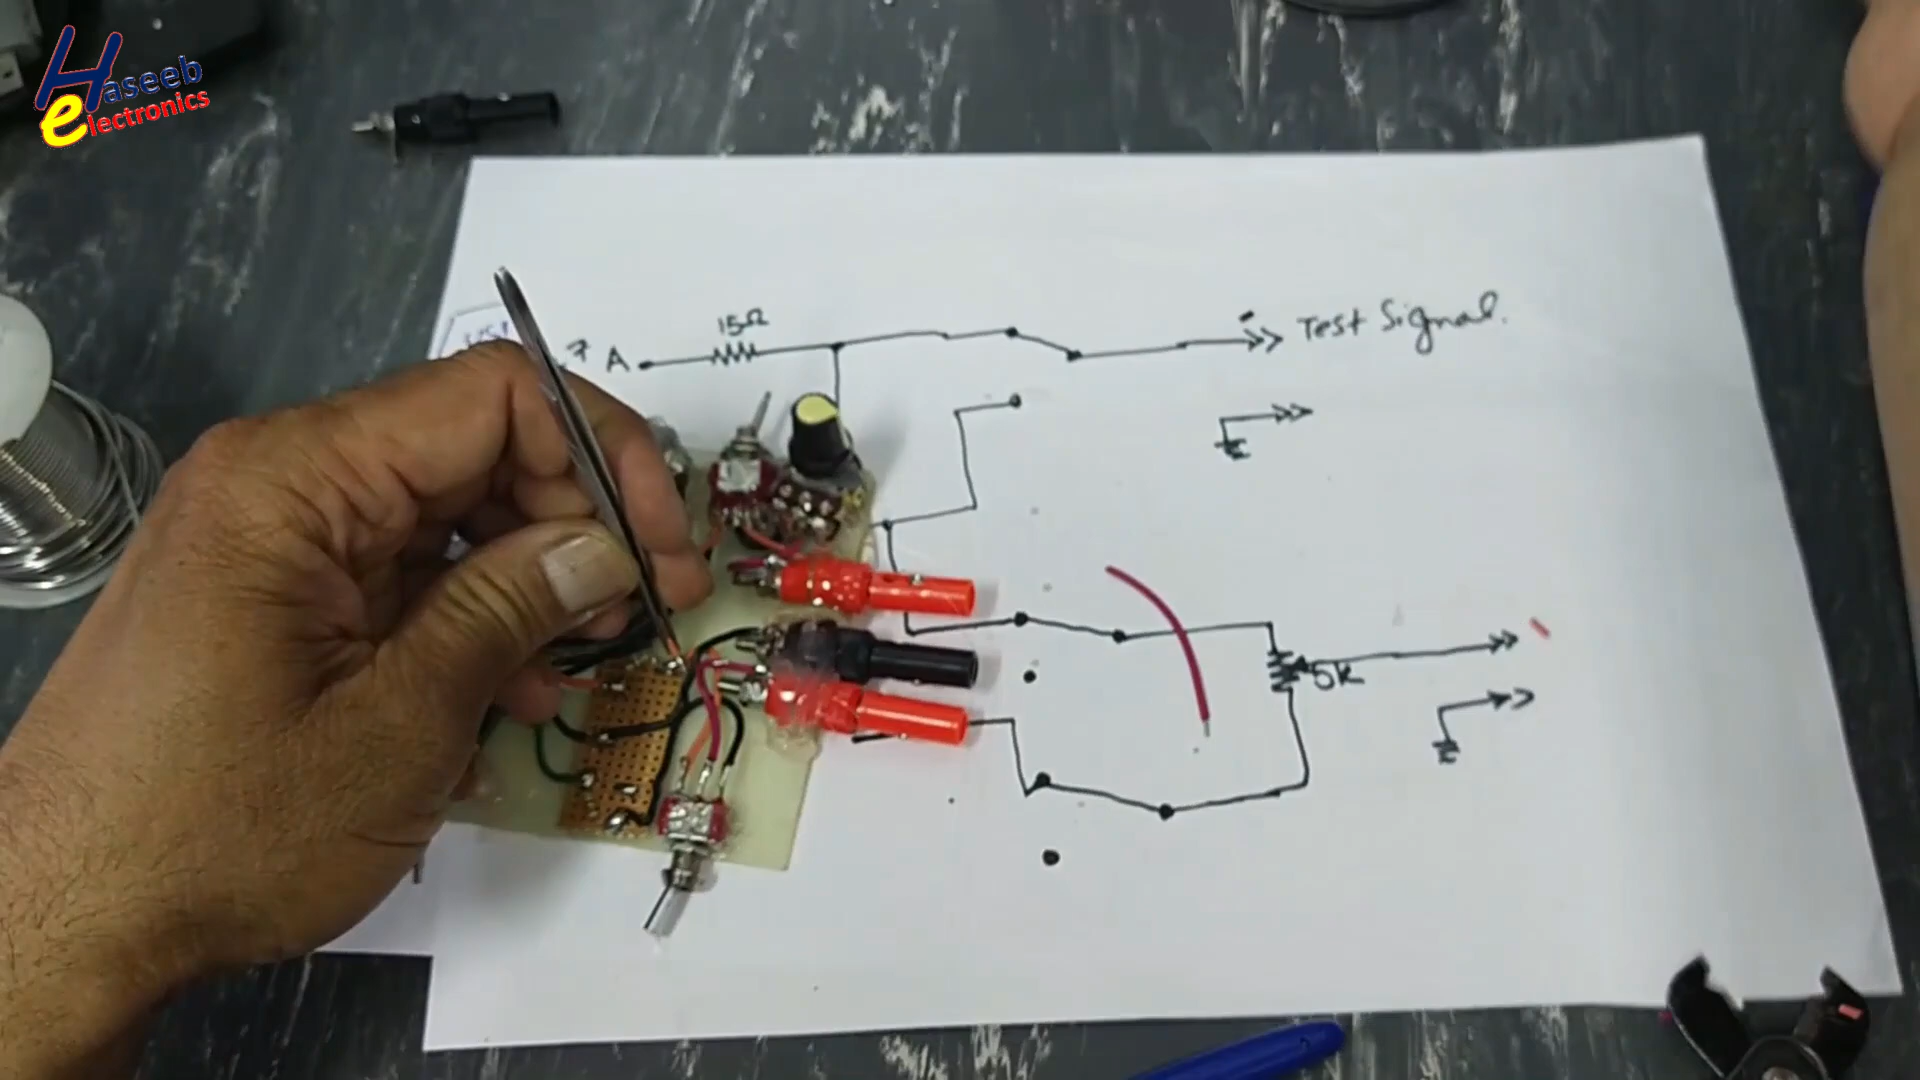 Haseeb
electronics
15Ω
A
Test Signal.
5K